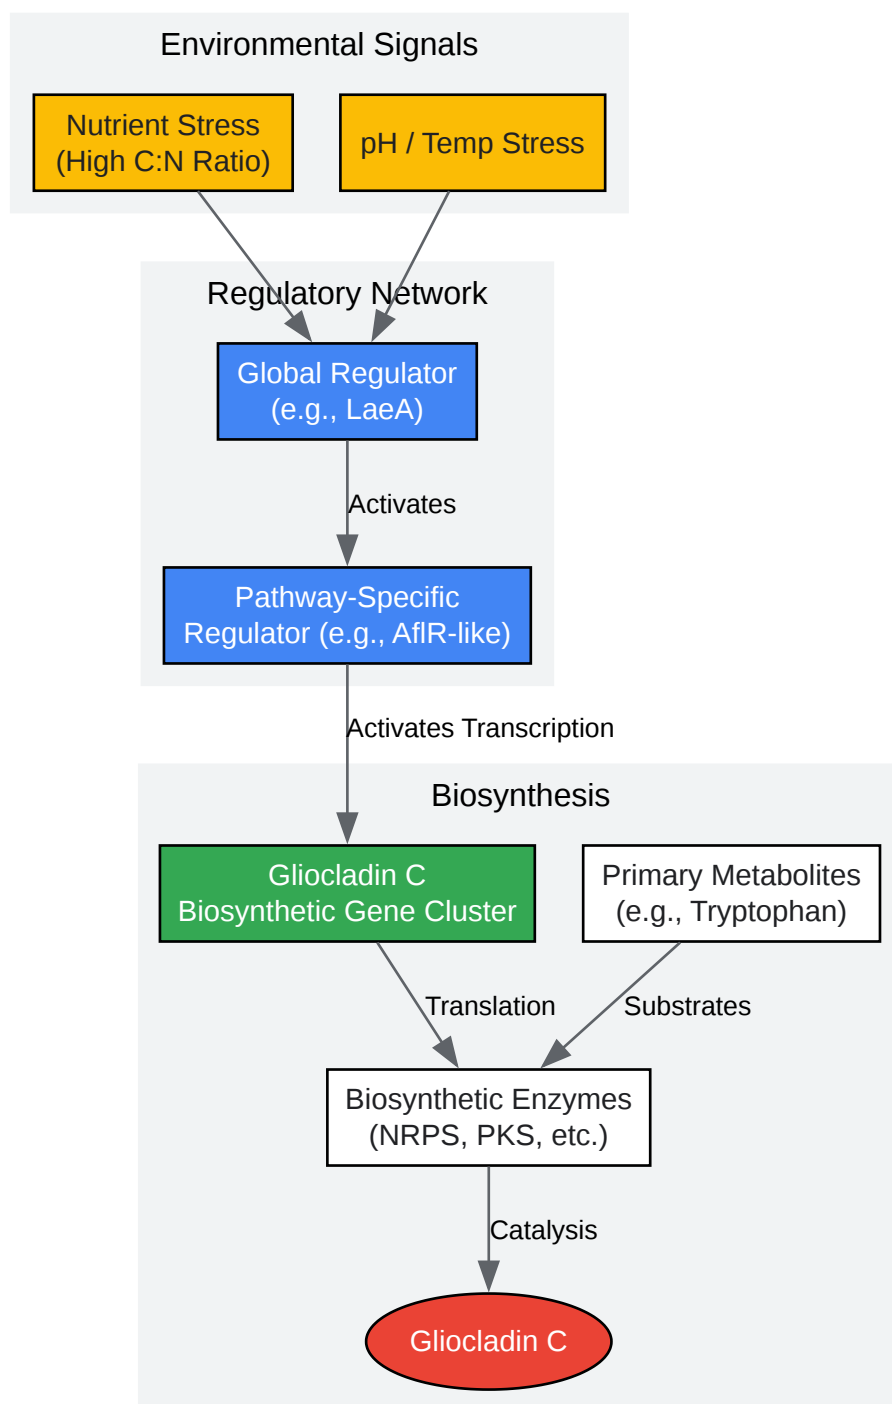 Environmental Signals
Nutrient Stress
(High C:N Ratio)
pH / Temp Stress
Regulatory Network
Global Regulator
(e.g., LaeA)
Activates
Pathway-Specific
Regulator (e.g., AflR-like)
Activates Transcription
Biosynthesis
Gliocladin C
Biosynthetic Gene Cluster
Primary Metabolites
(e.g., Tryptophan)
Translation
Substrates
Biosynthetic Enzymes
(NRPS, PKS, etc.)
Catalysis
Gliocladin C